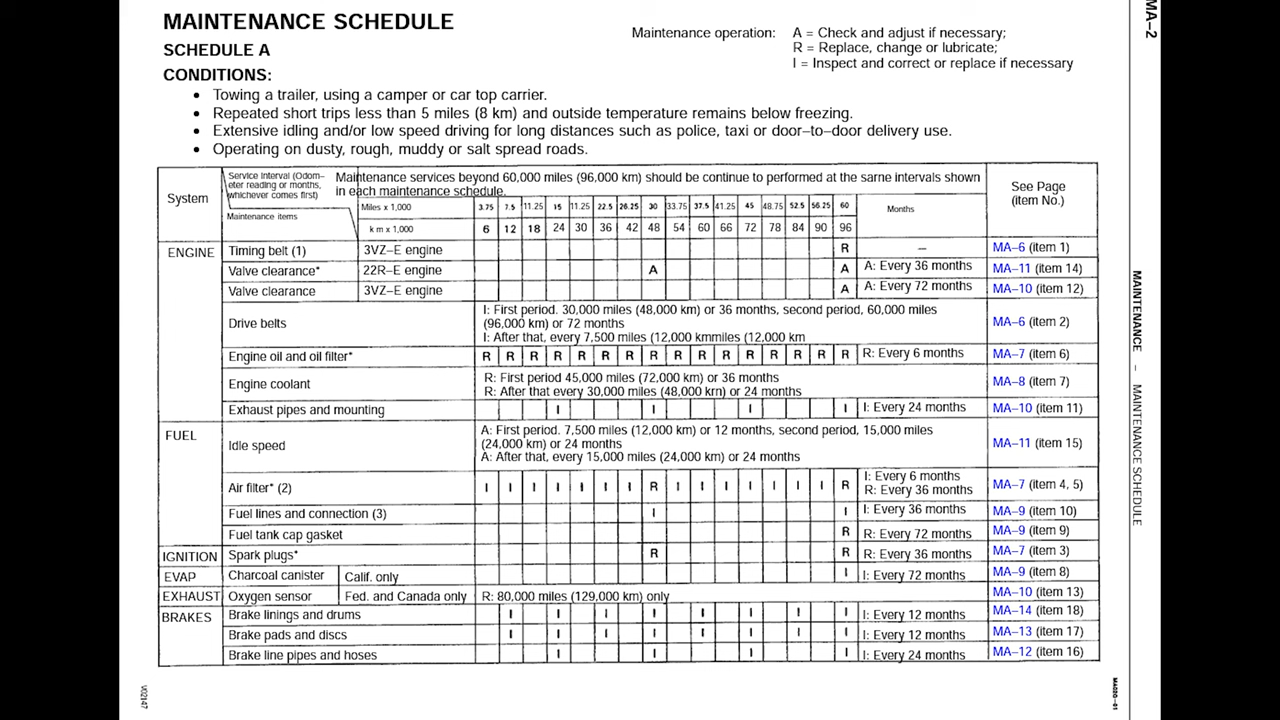 MAINTENANCE SCHEDULE
SCHEDULE A
Maintenance operation: A = Check and adjust if necessary;
R = Replace, change or lubricate;
I = Inspect and correct or replace if necessary
CONDITIONS:
• Towing a trailer, using a camper or car top carrier.
• Repeated short trips less than 5 miles (8 km) and outside temperature remains below freezing.
• Extensive idling and/or low speed driving for long distances such as police, taxi or door–to–door delivery use.
• Operating on dusty, rough, muddy or salt spread roads.
System
Service interval (Odom–
eter reading or months,
whichever comes first)
Maintenance items
Maintenance services beyond 60,000 miles (96,000 km) should be continue to performed at the sarne intervals shown
in each maintenance schedule.
See Page
(item No.)
Miles x 1,000 3.75 7.5 11.25 15 11.25 22.5 26.25 30 33.75 37.5 41.25 45 48.75 52.5 56.25 60 Months
k m x 1,000 6 12 18 24 30 36 42 48 54 60 66 72 78 84 90 96
ENGINE Timing belt (1) 3VZ–E engine R – MA–6 (item 1)
Valve clearance* 22R–E engine A A A: Every 36 months MA–11 (item 14)
Valve clearance 3VZ–E engine A A: Every 72 months MA–10 (item 12)
Drive belts I: First period. 30,000 miles (48,000 km) or 36 months, second period, 60,000 miles
(96,000 km) or 72 months
I: After that, every 7,500 miles (12,000 kmmiles (12,000 km
MA–6 (item 2)
Engine oil and oil filter* R R R R R R R R R R R R R R R R R: Every 6 months MA–7 (item 6)
Engine coolant R: First period 45,000 miles (72,000 km) or 36 months
R: After that every 30,000 miles (48,000 krn) or 24 months
MA–8 (item 7)
Exhaust pipes and mounting I I I I I: Every 24 months MA–10 (item 11)
FUEL Idle speed A: First period. 7,500 miles (12,000 km) or 12 months, second period, 15,000 miles
(24,000 km) or 24 months
A: After that, every 15,000 miles (24,000 km) or 24 months
MA–11 (item 15)
Air filter* (2) I I I I I I I R I I I I I I I R I: Every 6 months
R: Every 36 months
MA–7 (item 4, 5)
Fuel lines and connection (3) I I I: Every 36 months MA–9 (item 10)
Fuel tank cap gasket R R: Every 72 months MA–9 (item 9)
IGNITION Spark plugs* R R R: Every 36 months MA–7 (item 3)
EVAP Charcoal canister Calif. only I I: Every 72 months MA–9 (item 8)
EXHAUST Oxygen sensor Fed. and Canada only R: 80,000 miles (129,000 km) only MA–10 (item 13)
BRAKES Brake linings and drums I I I I I I I I I: Every 12 months MA–14 (item 18)
Brake pads and discs I I I I I I I I I: Every 12 months MA–13 (item 17)
Brake line pipes and hoses I I I I I: Every 24 months MA–12 (item 16)
V02147
MA02G–01
MA–2
MAINTENANCE – MAINTENANCE SCHEDULE